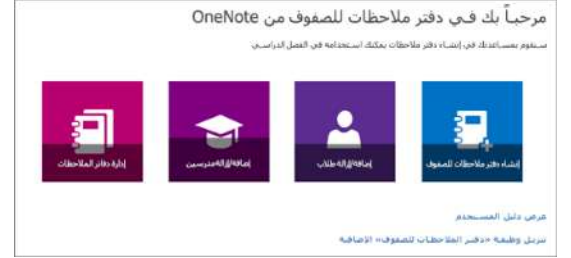 مرحباً بك في دفتر ملاحظات للصفوف من OneNote
سنقوم بمساعدتك في إنشاء دفتر ملاحظات يمكنك استخدامه في الفصل الدراسي
إنشاء دفتر ملاحظات للصفوف
إضافة/إزالة طلاب
إضافة/إزالة مدرسين
إدارة دفاتر الملاحظات
عرض دليل المستخدم
تنزيل وظيفة «دفتر الملاحظات للصفوف» الإضافية